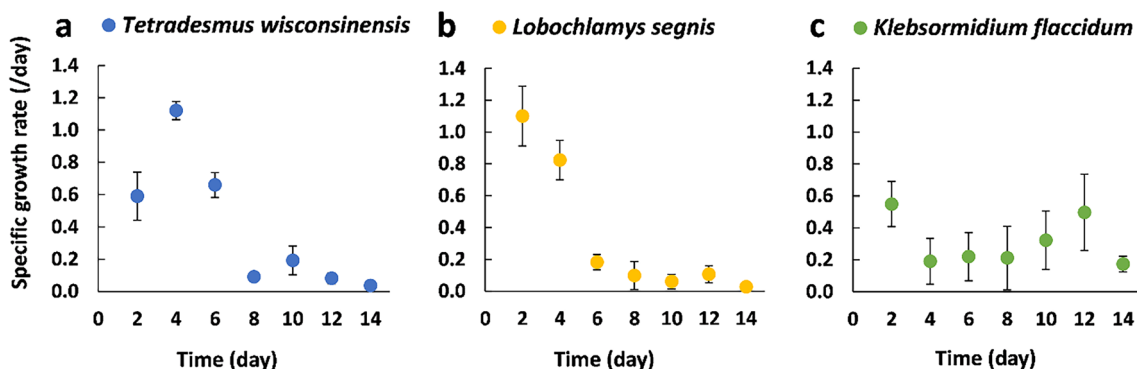 a Tetradesmus wisconsinensis
b Lobochlamys segnis
c Klebsormidium flaccidum
Specific growth rate (/day)
1.4
1.2
1.0
0.8
0.6
0.4
0.2
0.0
0 2 4 6 8 10 12 14
Time (day)
1.4
1.2
1.0
0.8
0.6
0.4
0.2
0.0
0 2 4 6 8 10 12 14
Time (day)
1.4
1.2
1.0
0.8
0.6
0.4
0.2
0.0
0 2 4 6 8 10 12 14
Time (day)